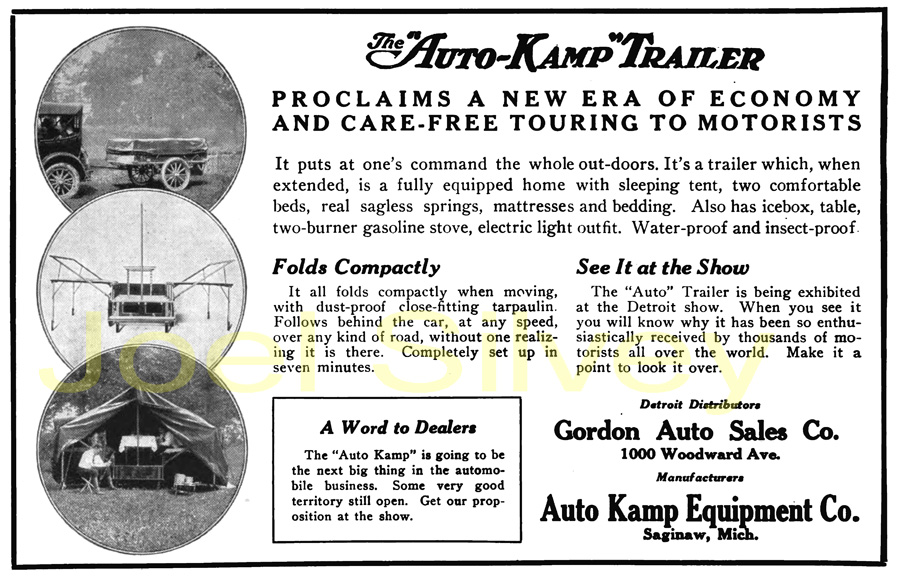 The "Auto-Kamp" Trailer
PROCLAIMS A NEW ERA OF ECONOMY
AND CARE-FREE TOURING TO MOTORISTS
It puts at one's command the whole out-doors. It's a trailer which, when
extended, is a fully equipped home with sleeping tent, two comfortable
beds, real sagless springs, mattresses and bedding. Also has icebox, table,
two-burner gasoline stove, electric light outfit. Water-proof and insect-proof.
Folds Compactly
It all folds compactly when moving,
with dust-proof close-fitting tarpaulin.
Follows behind the car, at any speed,
over any kind of road, without one realiz-
ing it is there. Completely set up in
seven minutes.
See It at the Show
The "Auto" Trailer is being exhibited
at the Detroit show. When you see it
you will know why it has been so enthu-
siastically received by thousands of mo-
torists all over the world. Make it a
point to look it over.
Joel Silvey
A Word to Dealers
The "Auto Kamp" is going to be
the next big thing in the automo-
bile business. Some very good
territory still open. Get our prop-
osition at the show.
Detroit Distributors
Gordon Auto Sales Co.
1000 Woodward Ave.
Manufacturers
Auto Kamp Equipment Co.
Saginaw, Mich.